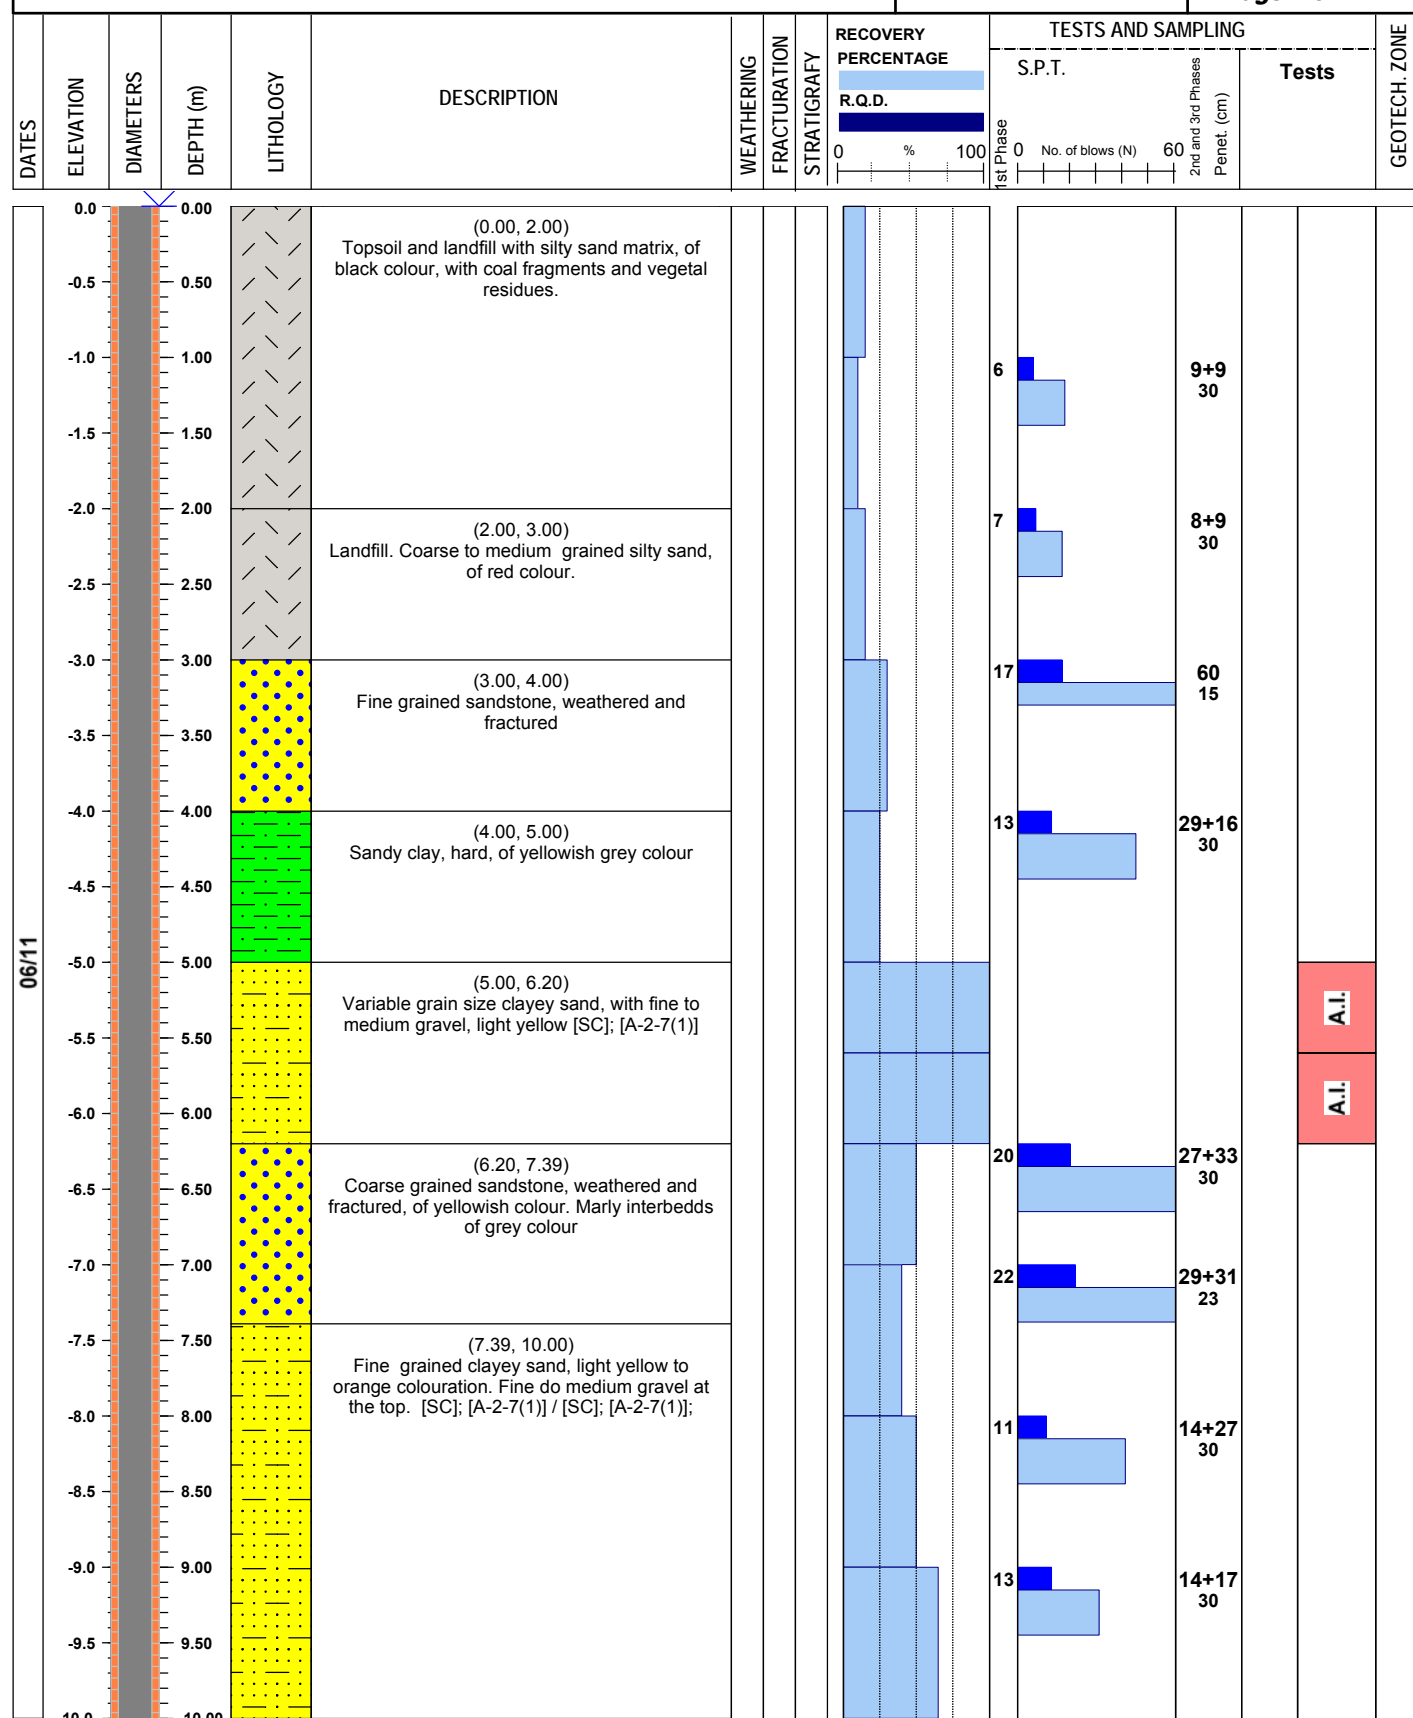 TESTS AND SAMPLING
RECOVERY
PERCENTAGE
R.Q.D.
0 % 100
S.P.T.
Tests
DATES
ELEVATION
DIAMETERS
DEPTH (m)
LITHOLOGY
DESCRIPTION
WEATHERING
FRACTURATION
STRATIGRAFY
1st Phase
0 No. of blows (N) 60
2nd and 3rd Phases
Penet. (cm)
GEOTECH. ZONE
06/11
0.0 0.00
(0.00, 2.00)
Topsoil and landfill with silty sand matrix, of
black colour, with coal fragments and vegetal
residues.
-0.5 0.50
-1.0 1.00
6 9+9
30
-1.5 1.50
-2.0 2.00
(2.00, 3.00)
Landfill. Coarse to medium grained silty sand,
of red colour.
7 8+9
30
-2.5 2.50
-3.0 3.00
(3.00, 4.00)
Fine grained sandstone, weathered and
fractured
17 60
15
-3.5 3.50
-4.0 4.00
(4.00, 5.00)
Sandy clay, hard, of yellowish grey colour
13 29+16
30
-4.5 4.50
-5.0 5.00
(5.00, 6.20)
Variable grain size clayey sand, with fine to
medium gravel, light yellow [SC]; [A-2-7(1)]
A.I.
-5.5 5.50
A.I.
-6.0 6.00
(6.20, 7.39)
Coarse grained sandstone, weathered and
fractured, of yellowish colour. Marly interbedds
of grey colour
20 27+33
30
-6.5 6.50
-7.0 7.00
22 29+31
23
-7.5 7.50
(7.39, 10.00)
Fine grained clayey sand, light yellow to
orange colouration. Fine do medium gravel at
the top. [SC]; [A-2-7(1)] / [SC]; [A-2-7(1)];
-8.0 8.00
11 14+27
30
-8.5 8.50
-9.0 9.00
13 14+17
30
-9.5 9.50